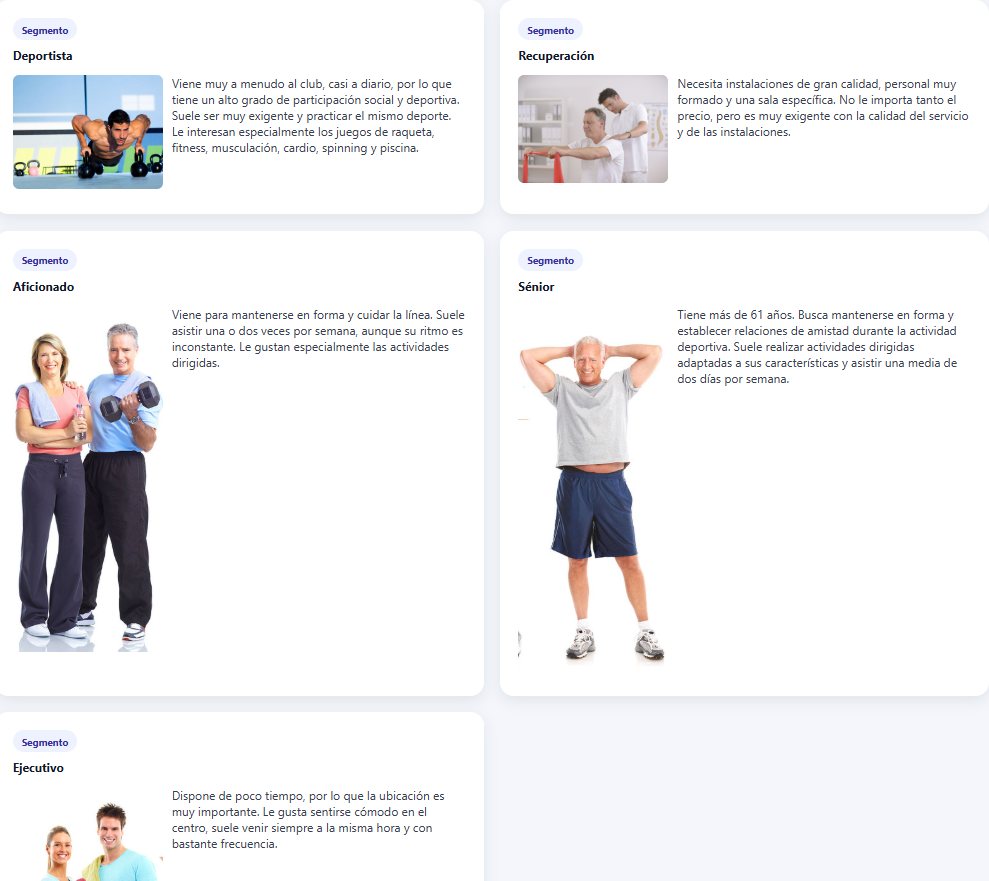 Segmento
Deportista
Viene muy a menudo al club, casi a diario, por lo que
tiene un alto grado de participación social y deportiva.
Suele ser muy exigente y practicar el mismo deporte.
Le interesan especialmente los juegos de raqueta,
fitness, musculación, cardio, spinning y piscina.
Segmento
Recuperación
Necesita instalaciones de gran calidad, personal muy
formado y una sala específica. No le importa tanto el
precio, pero es muy exigente con la calidad del servicio
y de las instalaciones.
Segmento
Aficionado
Viene para mantenerse en forma y cuidar la línea. Suele
asistir una o dos veces por semana, aunque su ritmo es
inconstante. Le gustan especialmente las actividades
dirigidas.
Segmento
Sénior
Tiene más de 61 años. Busca mantenerse en forma y
establecer relaciones de amistad durante la actividad
deportiva. Suele realizar actividades dirigidas
adaptadas a sus características y asistir una media de
dos días por semana.
Segmento
Ejecutivo
Dispone de poco tiempo, por lo que la ubicación es
muy importante. Le gusta sentirse cómodo en el
centro, suele venir siempre a la misma hora y con
bastante frecuencia.